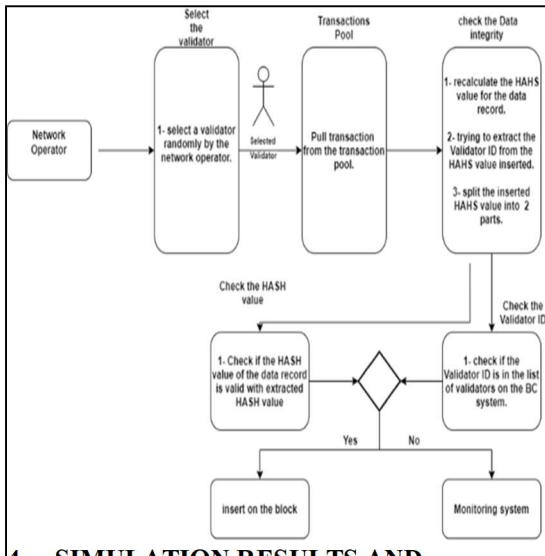 Select
the
validator
Transactions
Pool
check the Data
integrity
Network
Operator
1- select a validator
randomly by the
network operator.
Selected
Validator
Pull transaction
from the transaction
pool.
1- recalculate the HAHS
value for the data
record.
2- trying to extract the
Validator ID from the
HAHS value inserted.
3- split the inserted
HAHS value into 2
parts.
Check the HASH
value
Check the
Validator ID
1- Check if the HASH
value of the data record
is valid with extracted
HASH value
1- check if the
Validator ID is in the list
of validators on the BC
system.
Yes
No
insert on the block
Monitoring system
4. SIMULATION RESULTS AND